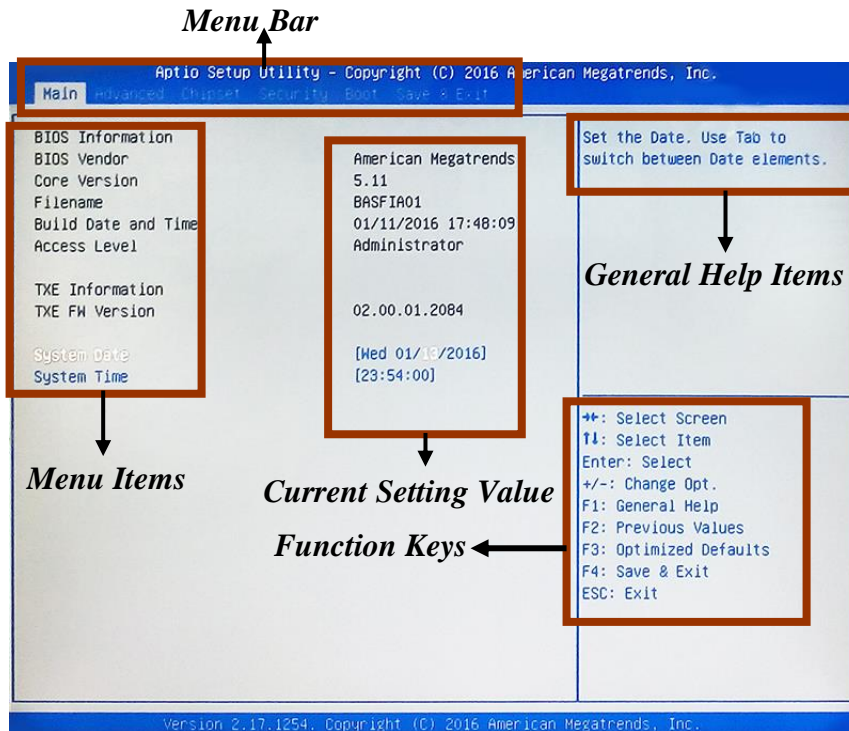 Menu Bar
Aptio Setup Utility – Copyright (C) 2016 American Megatrends, Inc.
Main Advanced Chipset Security Boot Save & Exit
BIOS Information
BIOS Vendor American Megatrends
Core Version 5.11
Filename BASFIA01
Build Date and Time 01/11/2016 17:48:09
Access Level Administrator
TXE Information
TXE FW Version 02.00.01.2084
System Date [Wed 01/13/2016]
System Time [23:54:00]
Set the Date. Use Tab to
switch between Date elements.
General Help Items
Menu Items
Current Setting Value
Function Keys
→←: Select Screen
↑↓: Select Item
Enter: Select
+/-: Change Opt.
F1: General Help
F2: Previous Values
F3: Optimized Defaults
F4: Save & Exit
ESC: Exit
Version 2.17.1254. Copyright (C) 2016 American Megatrends, Inc.